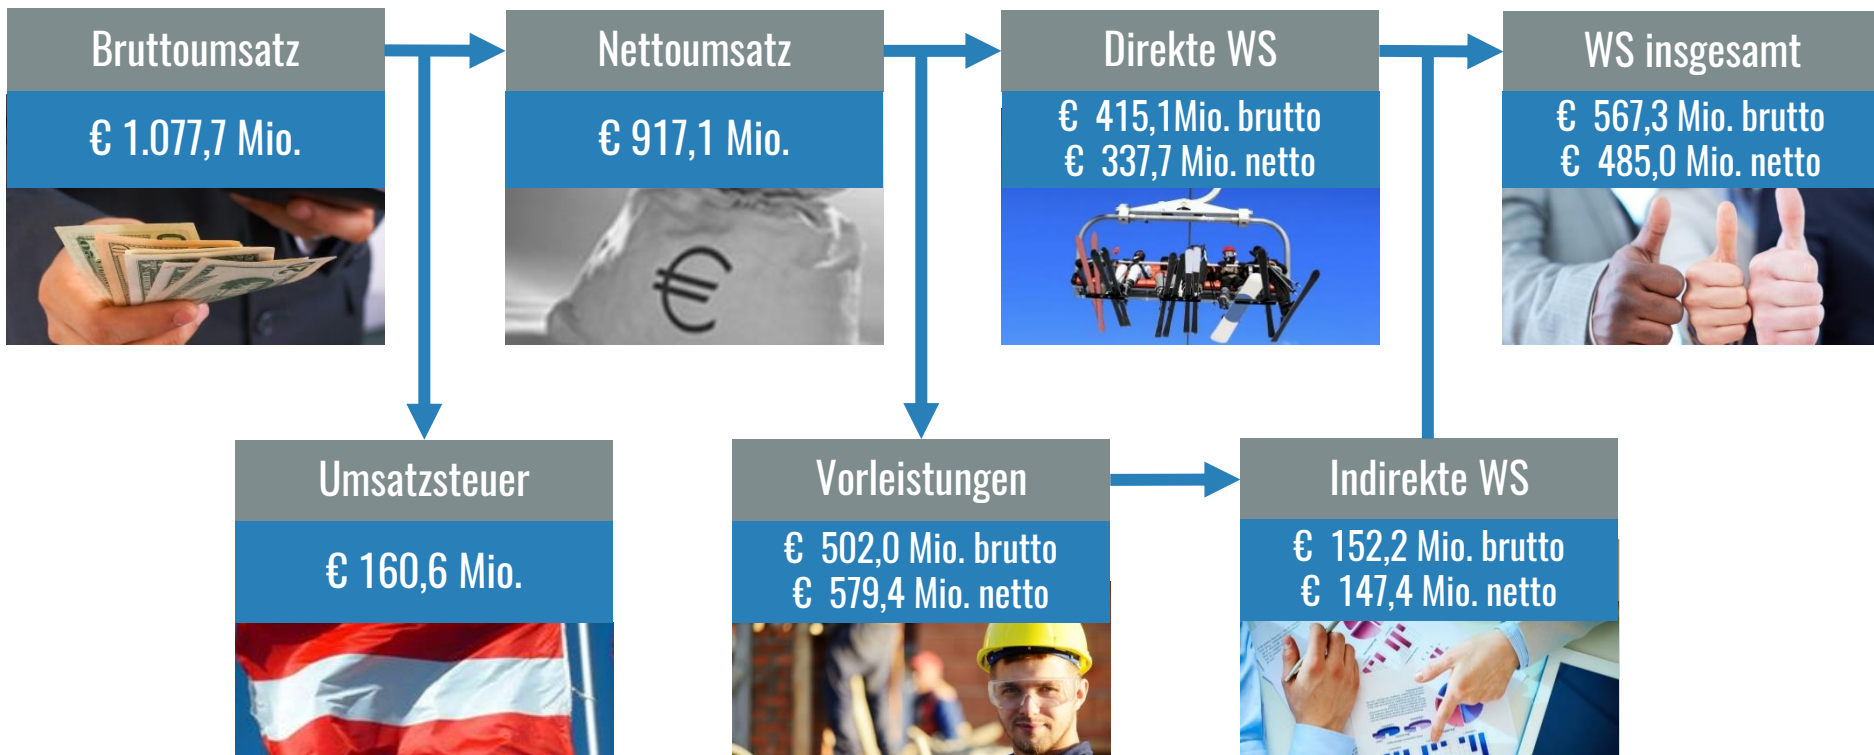 Bruttoumsatz
€ 1.077,7 Mio.
Nettoumsatz
€ 917,1 Mio.
Direkte WS
€ 415,1Mio. brutto
€ 337,7 Mio. netto
WS insgesamt
€ 567,3 Mio. brutto
€ 485,0 Mio. netto
€
Umsatzsteuer
€ 160,6 Mio.
Vorleistungen
€ 502,0 Mio. brutto
€ 579,4 Mio. netto
Indirekte WS
€ 152,2 Mio. brutto
€ 147,4 Mio. netto